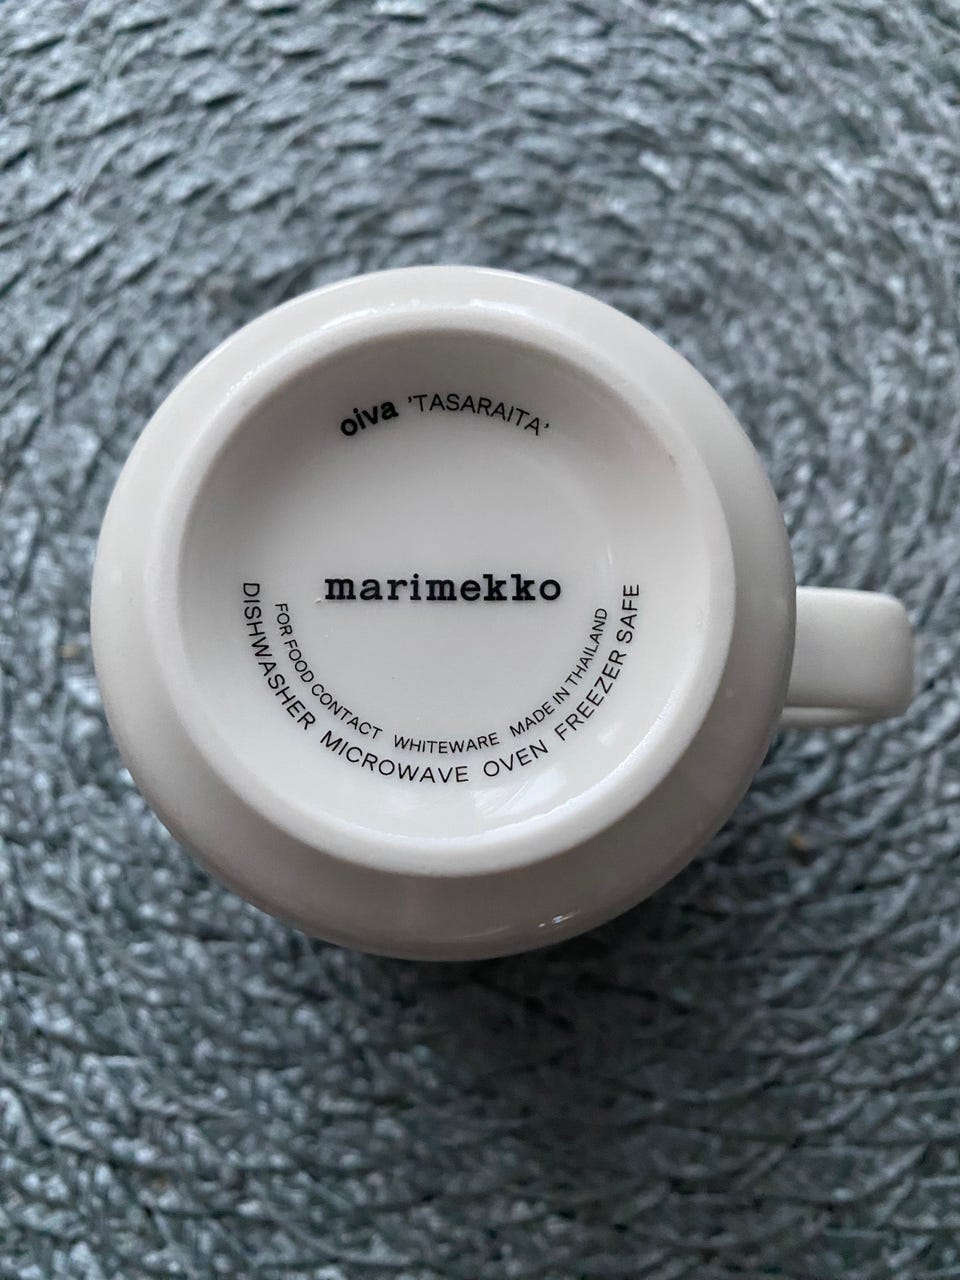 oiva ’TASARAITA’
marimekko
FOR FOOD CONTACT WHITEWARE MADE IN THAILAND
DISHWASHER MICROWAVE OVEN FREEZER SAFE